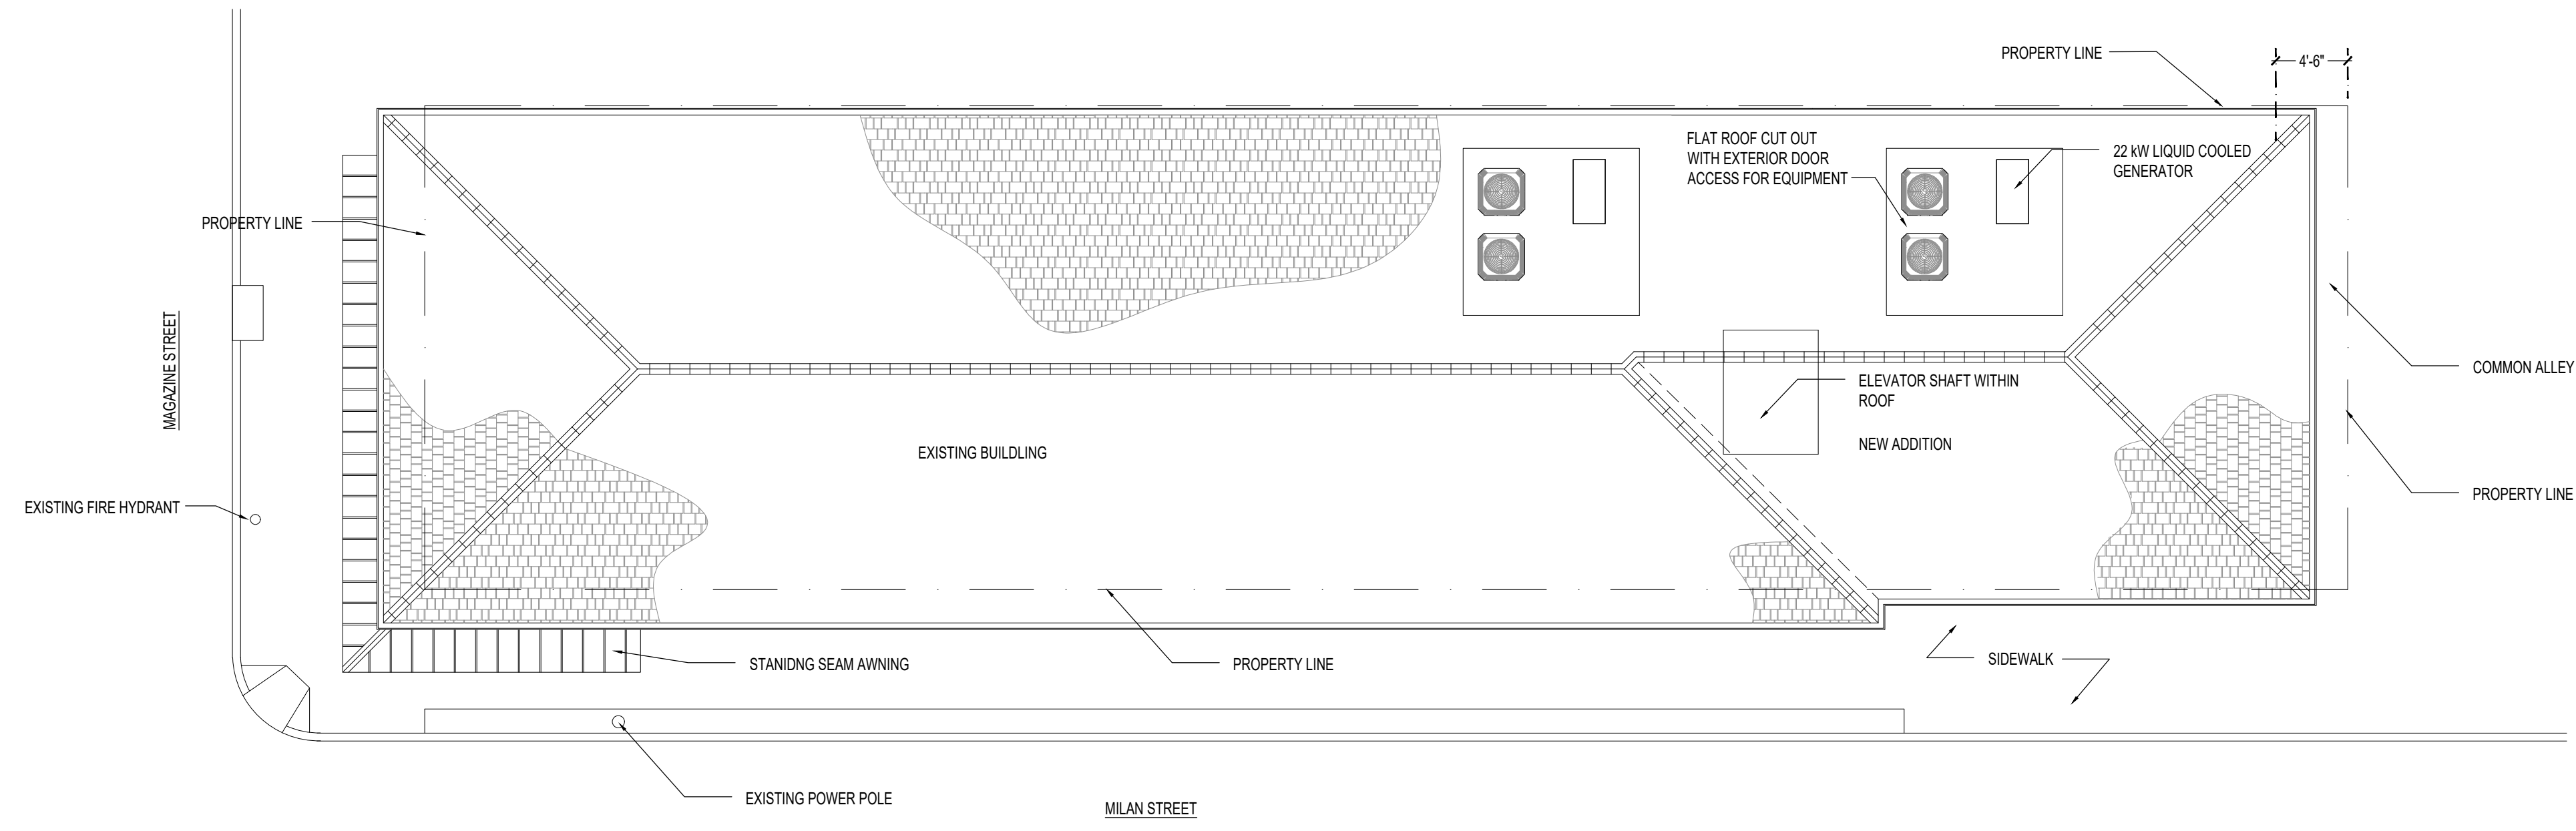 PROPERTY LINE
4'-6"
FLAT ROOF CUT OUT
WITH EXTERIOR DOOR
ACCESS FOR EQUIPMENT
22 kW LIQUID COOLED
GENERATOR
PROPERTY LINE
MAGAZINE STREET
COMMON ALLEY
ELEVATOR SHAFT WITHIN
ROOF
NEW ADDITION
EXISTING BUILDLING
PROPERTY LINE
EXISTING FIRE HYDRANT
STANIDNG SEAM AWNING
PROPERTY LINE
SIDEWALK
EXISTING POWER POLE
MILAN STREET